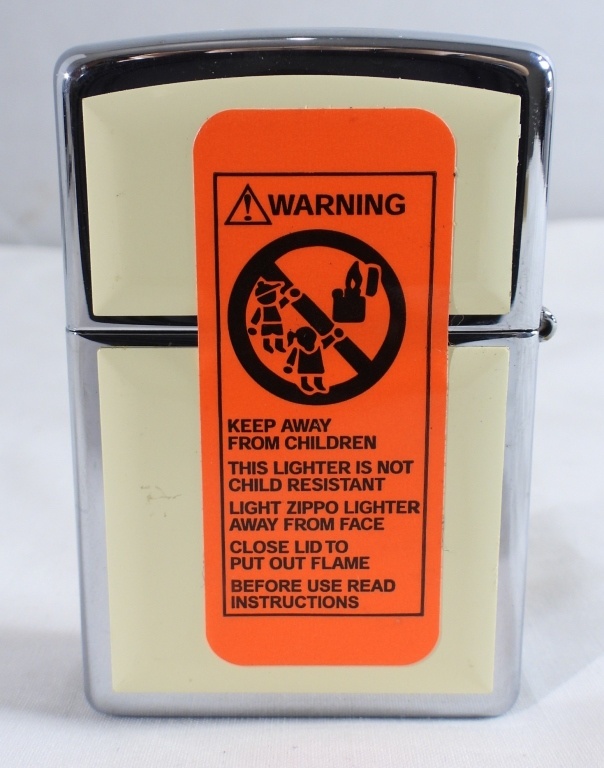 WARNING
KEEP AWAY
FROM CHILDREN
THIS LIGHTER IS NOT
CHILD RESISTANT
LIGHT ZIPPO LIGHTER
AWAY FROM FACE
CLOSE LID TO
PUT OUT FLAME
BEFORE USE READ
INSTRUCTIONS